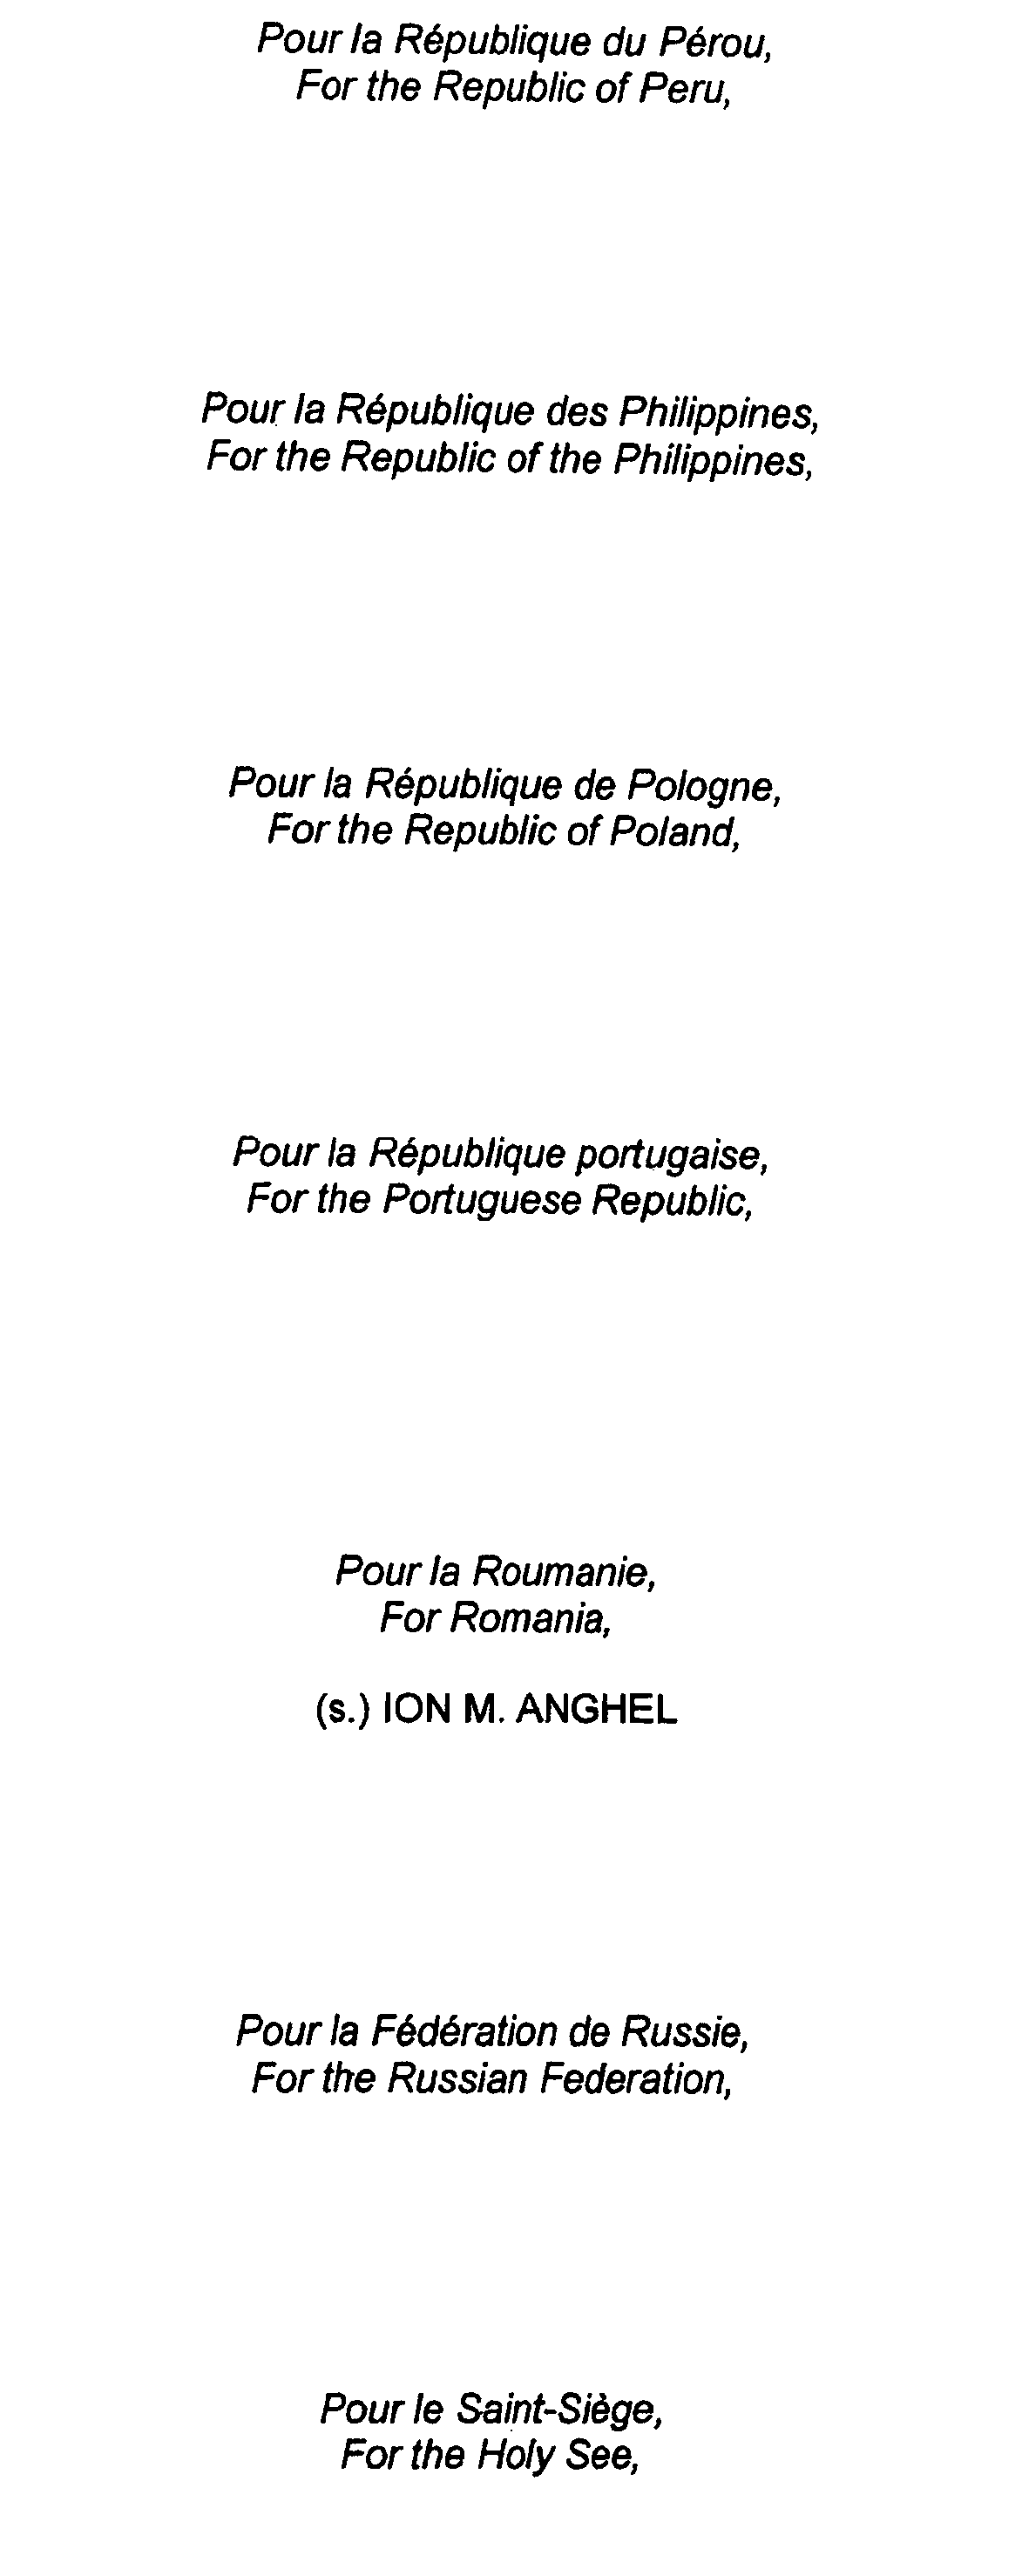 Pour la République du Pérou,
For the Republic of Peru,
Pour la République des Philippines,
For the Republic of the Philippines,
Pour la République de Pologne,
For the Republic of Poland,
Pour la République portugaise,
For the Portuguese Republic,
Pour la Roumanie,
For Romania,
(s.) ION M. ANGHEL
Pour la Fédération de Russie,
For the Russian Federation,
Pour le Saint-Siège,
For the Holy See,